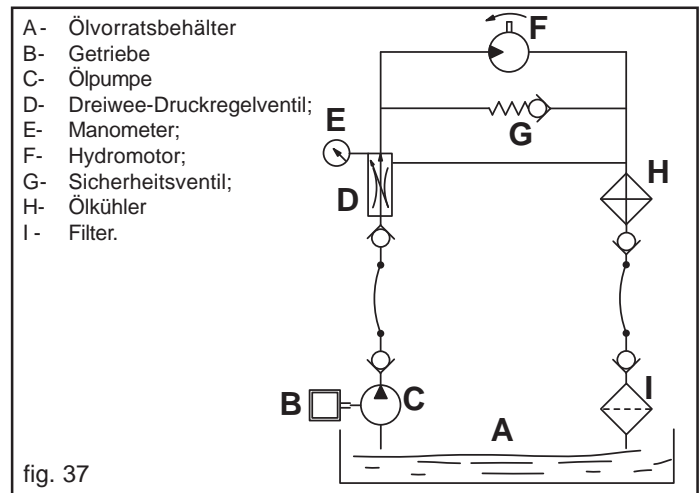 A- Ölvorratsbehälter
B- Getriebe
C- Ölpumpe
D- Dreiwee-Druckregelventil;
E- Manometer;
F- Hydromotor;
G- Sicherheitsventil;
H- Ölkühler
I - Filter.
F
E
G
H
D
B
C
I
A
fig. 37